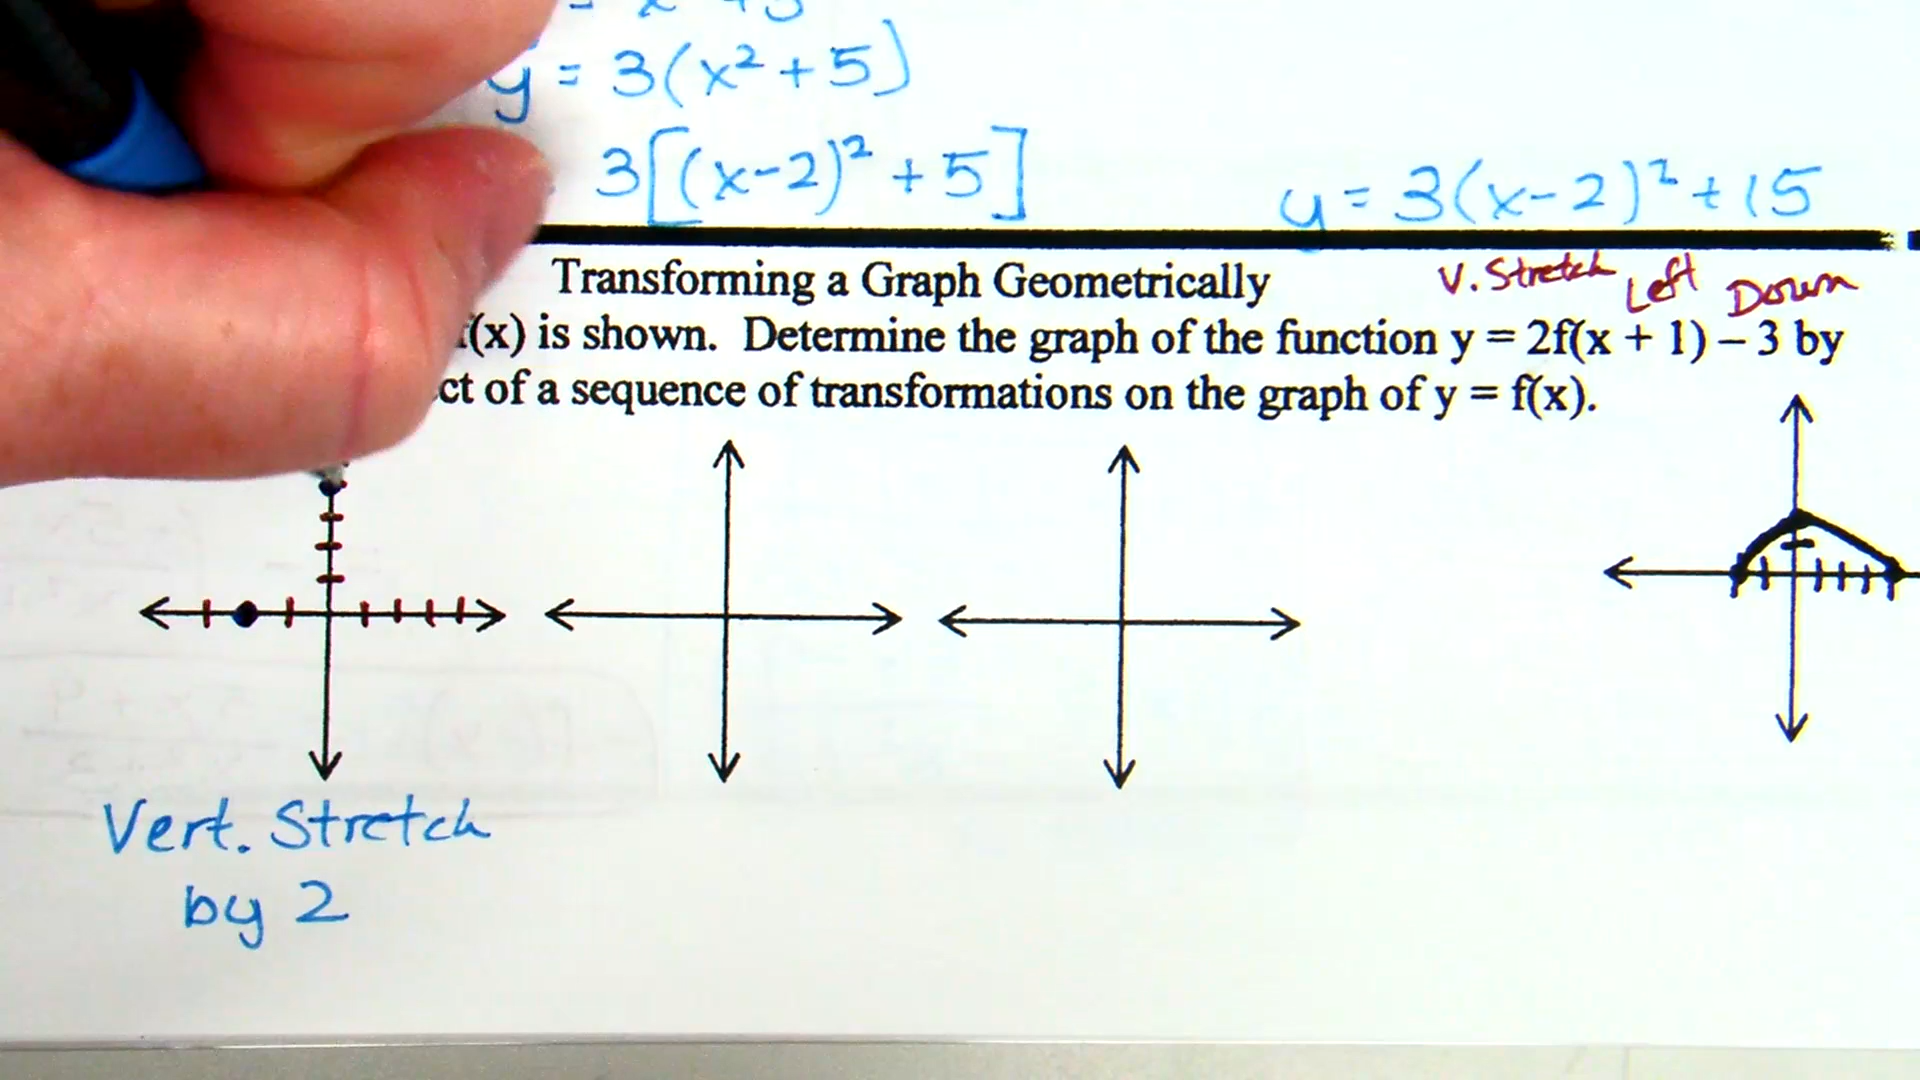 y = 3(x² + 5)
3[(x-2)² + 5]
y = 3(x-2)² + 15
Transforming a Graph Geometrically
V. Stretch Left Down
(x) is shown. Determine the graph of the function y = 2f(x + 1) – 3 by
ct of a sequence of transformations on the graph of y = f(x).
Vert. Stretch
by 2